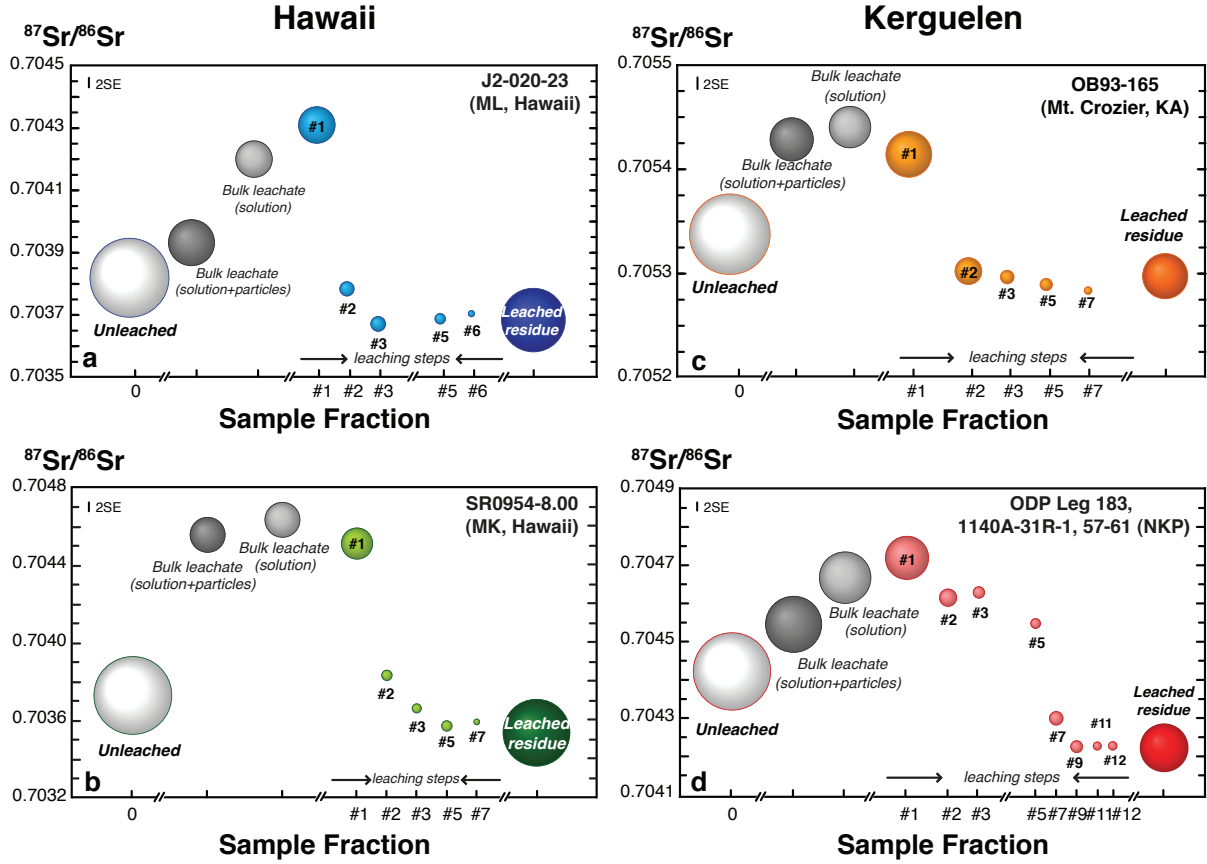 Hawaii
Kerguelen
⁸⁷Sr/⁸⁶Sr
0.7045
0.7043
0.7041
0.7039
0.7037
0.7035
I 2SE
J2-020-23
(ML, Hawaii)
#1
Bulk leachate
(solution)
Bulk leachate
(solution+particles)
Unleached
#2
#3
#5
#6
Leached
residue
leaching steps
a
0
#1
#2
#3
#5
#6
Sample Fraction
⁸⁷Sr/⁸⁶Sr
0.7055
0.7054
0.7053
0.7052
I 2SE
Bulk leachate
(solution)
OB93-165
(Mt. Crozier, KA)
#1
Bulk leachate
(solution+particles)
Leached
residue
#2
#3
#5
#7
Unleached
leaching steps
c
0
#1
#2
#3
#5
#7
Sample Fraction
⁸⁷Sr/⁸⁶Sr
0.7048
0.7044
0.7040
0.7036
0.7032
I 2SE
SR0954-8.00
(MK, Hawaii)
#1
Bulk leachate
(solution)
Bulk leachate
(solution+particles)
#2
#3
#5
#7
Leached
residue
Unleached
leaching steps
b
0
#1
#2
#3
#5
#7
Sample Fraction
⁸⁷Sr/⁸⁶Sr
0.7049
0.7047
0.7045
0.7043
0.7041
I 2SE
ODP Leg 183,
1140A-31R-1, 57-61 (NKP)
#1
#2
#3
Bulk leachate
(solution)
#5
Bulk leachate
(solution+particles)
Leached
residue
Unleached
#7
#9
#11
#12
leaching steps
d
0
#1
#2
#3
#5
#7
#9
#11
#12
Sample Fraction